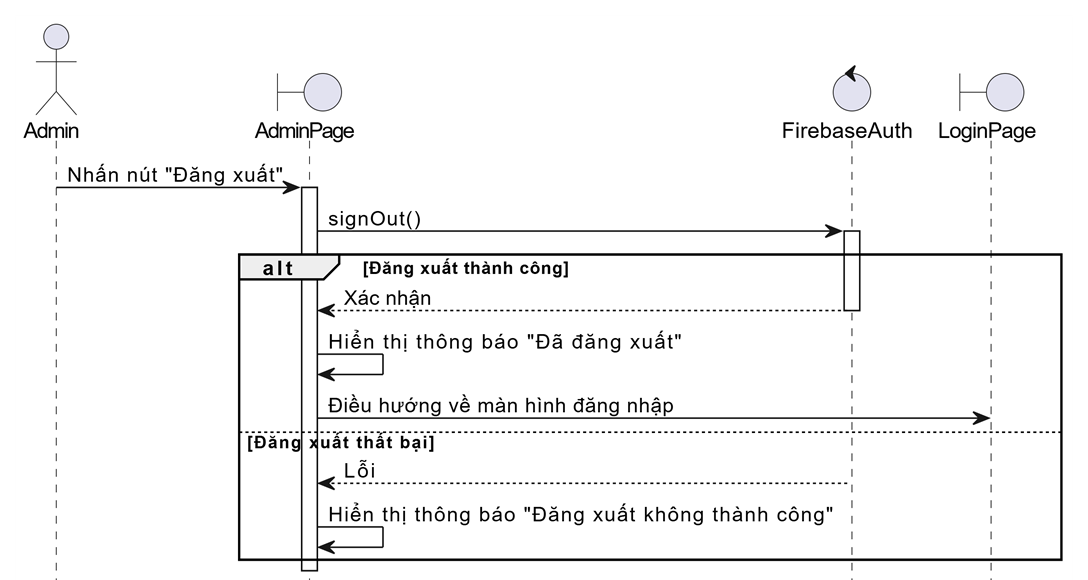 Admin
AdminPage
FirebaseAuth
LoginPage
Nhấn nút "Đăng xuất"
signOut()
alt
[Đăng xuất thành công]
Xác nhận
Hiển thị thông báo "Đã đăng xuất"
Điều hướng về màn hình đăng nhập
[Đăng xuất thất bại]
Lỗi
Hiển thị thông báo "Đăng xuất không thành công"